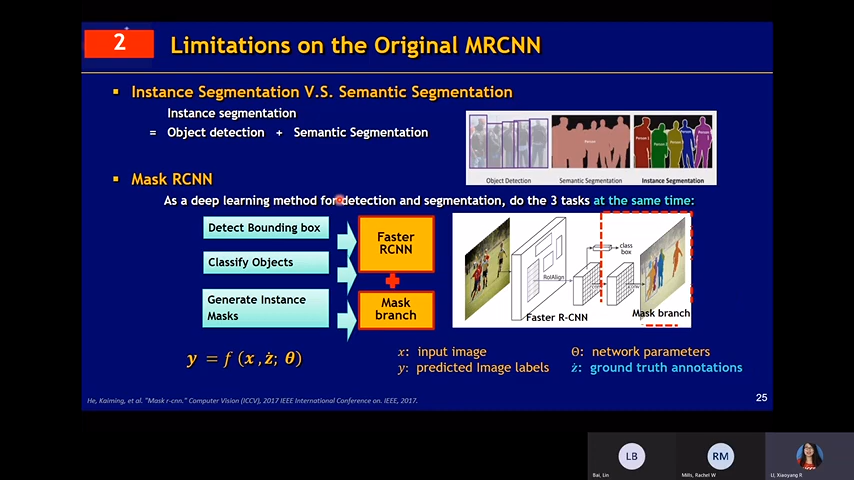 2
Limitations on the Original MRCNN
Instance Segmentation V.S. Semantic Segmentation
Instance segmentation
= Object detection + Semantic Segmentation
Object Detection
Semantic Segmentation
Instance Segmentation
Mask RCNN
As a deep learning method for detection and segmentation, do the 3 tasks at the same time:
Detect Bounding box
Classify Objects
Generate Instance
Masks
Faster
RCNN
Mask
branch
RoIAlign
class
box
Faster R-CNN
Mask branch
y = f (x , ż; θ)
x: input image
y: predicted Image labels
Θ: network parameters
ż: ground truth annotations
He, Kaiming, et al. "Mask r-cnn." Computer Vision (ICCV), 2017 IEEE International Conference on. IEEE, 2017.
25
LB
Bai, Lin
RM
Mills, Rachel W
LI, Xiaoyang R